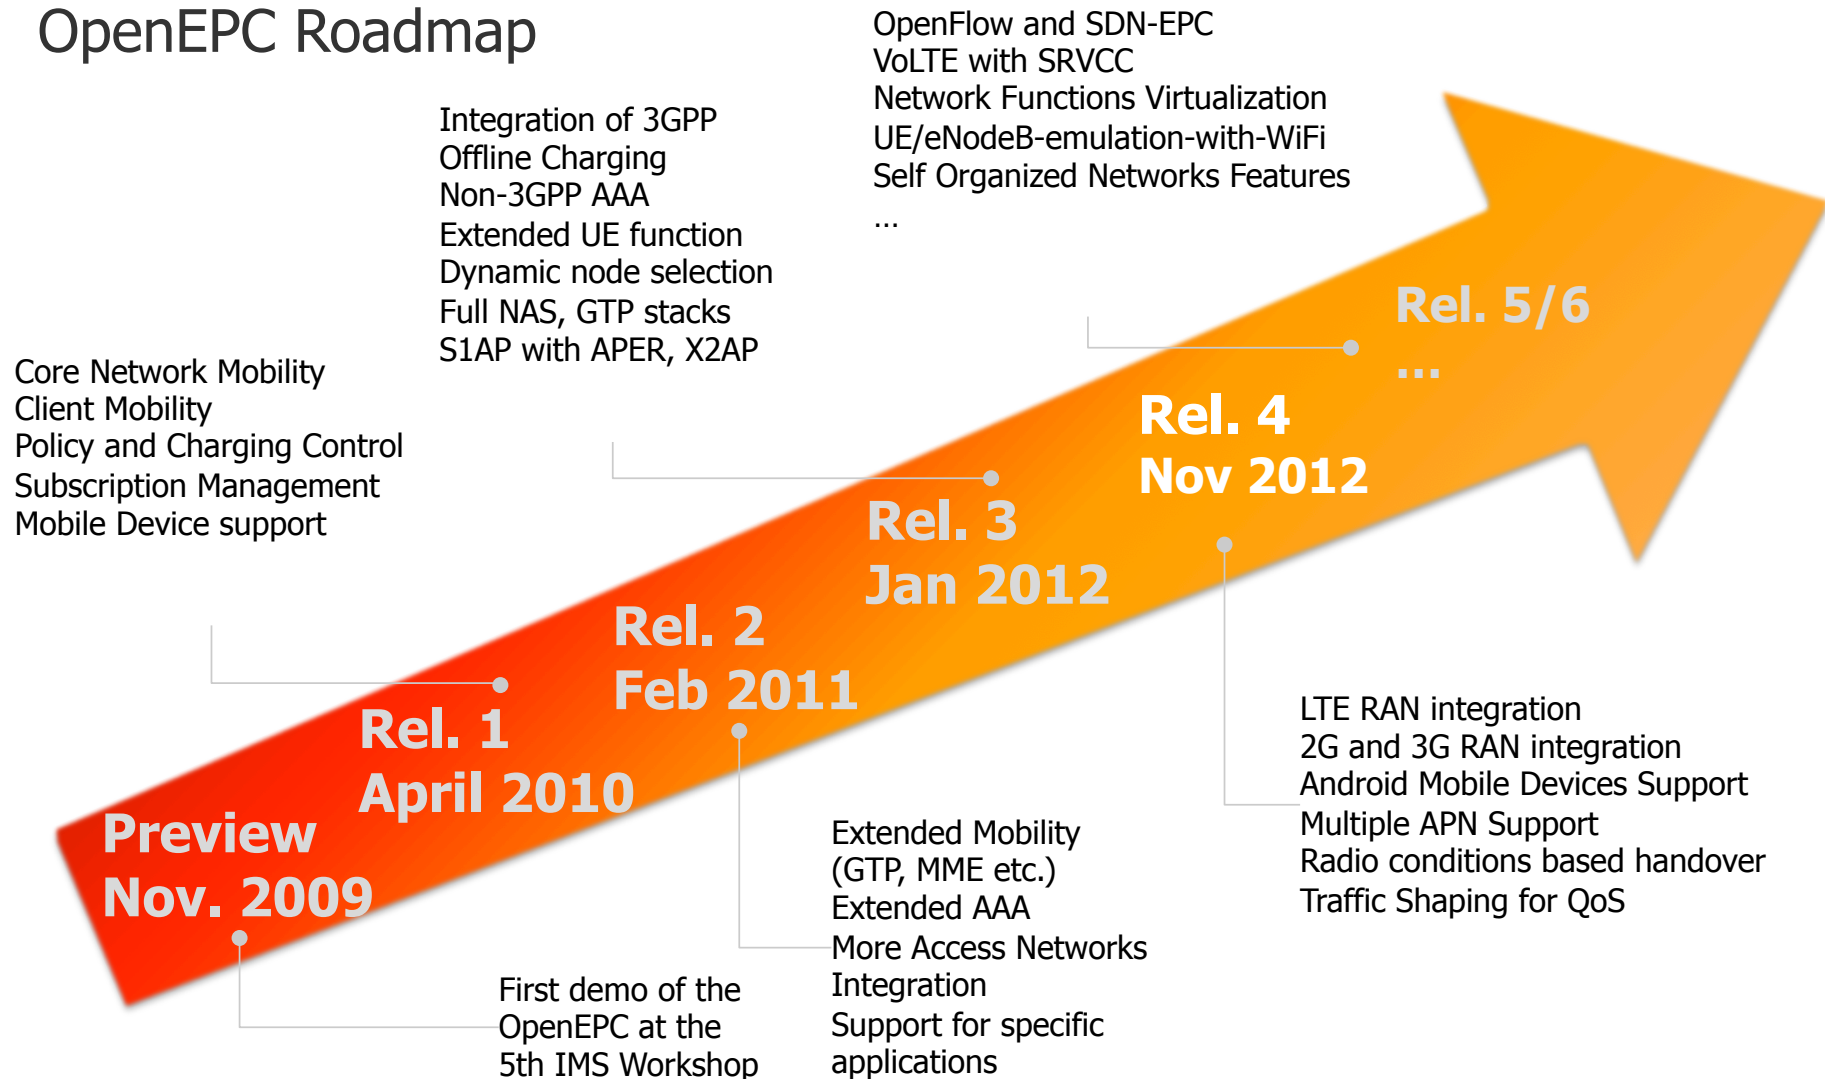 OpenEPC Roadmap
OpenFlow and SDN-EPC
VoLTE with SRVCC
Network Functions Virtualization
UE/eNodeB-emulation-with-WiFi
Self Organized Networks Features
...
Integration of 3GPP
Offline Charging
Non-3GPP AAA
Extended UE function
Dynamic node selection
Full NAS, GTP stacks
S1AP with APER, X2AP
Core Network Mobility
Client Mobility
Policy and Charging Control
Subscription Management
Mobile Device support
Rel. 5/6
...
Rel. 4
Nov 2012
Rel. 3
Jan 2012
Rel. 2
Feb 2011
Rel. 1
April 2010
Preview
Nov. 2009
LTE RAN integration
2G and 3G RAN integration
Android Mobile Devices Support
Multiple APN Support
Radio conditions based handover
Traffic Shaping for QoS
Extended Mobility
(GTP, MME etc.)
Extended AAA
More Access Networks
Integration
Support for specific
applications
First demo of the
OpenEPC at the
5th IMS Workshop